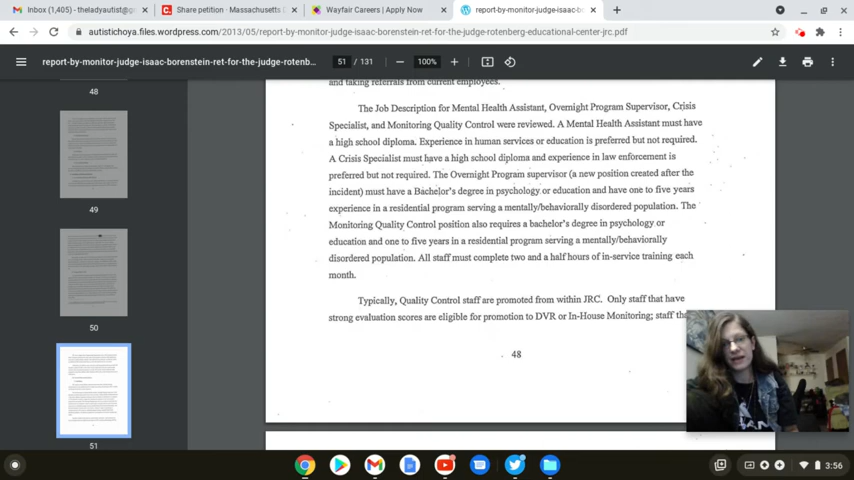 Inbox (1,405) - theladyautist@gm
Share petition · Massachusetts D
Wayfair Careers | Apply Now
report-by-monitor-judge-isaac-bo
autistichoya.files.wordpress.com/2013/05/report-by-monitor-judge-isaac-borenstein-ret-for-the-judge-rotenberg-educational-center-jrc.pdf
report-by-monitor-judge-isaac-borenstein-ret-for-the-judge-rotenb...
51 / 131
100%
48
49
50
51
and taking referrals from current employees.
The Job Description for Mental Health Assistant, Overnight Program Supervisor, Crisis
Specialist, and Monitoring Quality Control were reviewed. A Mental Health Assistant must have
a high school diploma. Experience in human services or education is preferred but not required.
A Crisis Specialist must have a high school diploma and experience in law enforcement is
preferred but not required. The Overnight Program supervisor (a new position created after the
incident) must have a Bachelor's degree in psychology or education and have one to five years
experience in a residential program serving a mentally/behaviorally disordered population. The
Monitoring Quality Control position also requires a bachelor's degree in psychology or
education and one to five years in a residential program serving a mentally/behaviorally
disordered population. All staff must complete two and a half hours of in-service training each
month.
Typically, Quality Control staff are promoted from within JRC. Only staff that have
strong evaluation scores are eligible for promotion to DVR or In-House Monitoring; staff tha
48
3:56